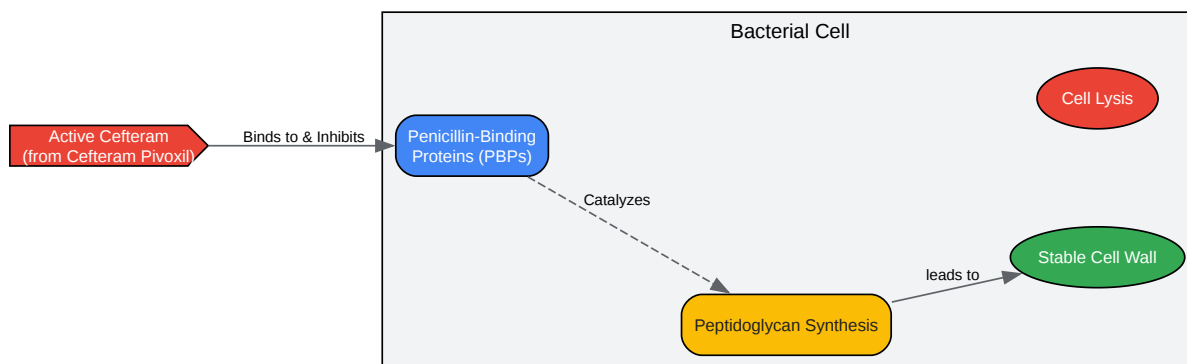 Bacterial Cell
Cell Lysis
Active Cefteram
(from Cefteram Pivoxil)
Binds to & Inhibits
Penicillin-Binding
Proteins (PBPs)
Catalyzes
Stable Cell Wall
leads to
Peptidoglycan Synthesis